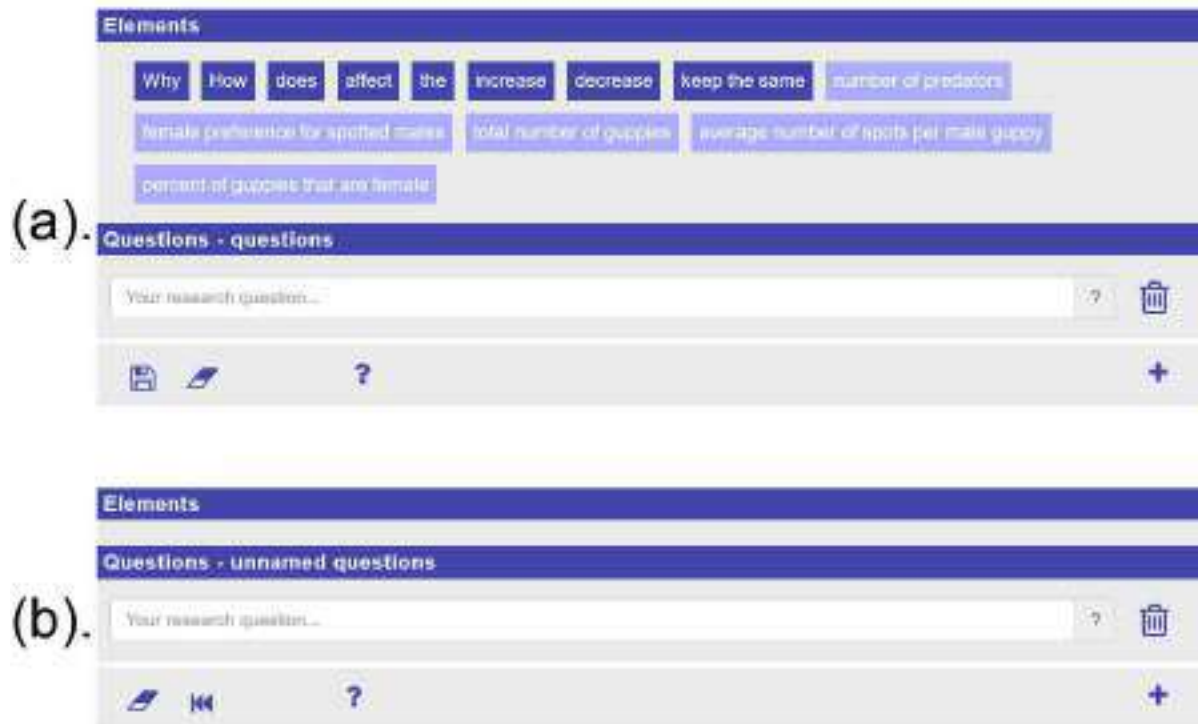 Elements
Why How does affect the increase decrease keep the same number of predators
female preference for spotted males total number of guppies average number of spots per male guppy
percent of guppies that are female
(a).
Questions - questions
Your research question... ?
?
+
Elements
Questions - unnamed questions
(b).
Your research question... ?
?
+